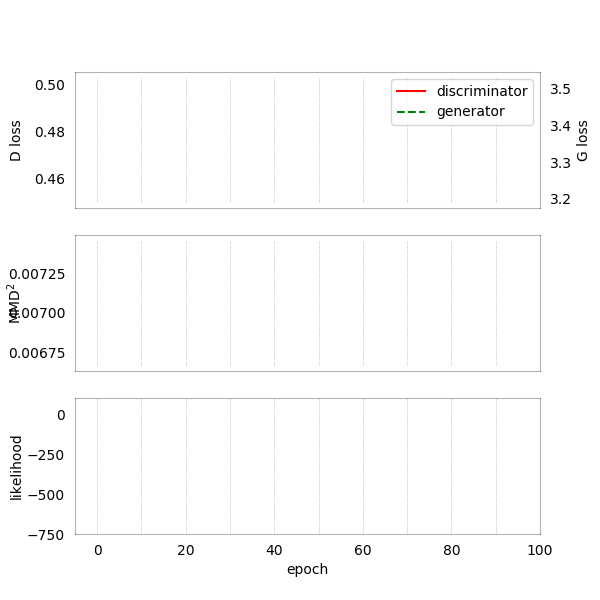 D loss
0.50
0.48
0.46
discriminator
generator
3.5
3.4
3.3
3.2
G loss
MMD²
0.00725
0.00700
0.00675
likelihood
0
−250
−500
−750
0 20 40 60 80 100
epoch